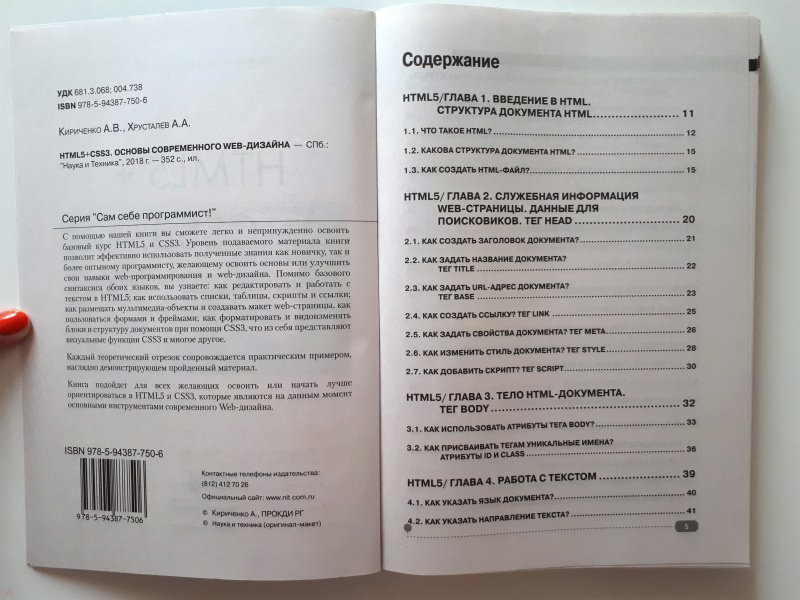 УДК 681.3.068; 004.738
ISBN 978-5-94387-750-6
Кириченко А.В., Хрусталев А.А.
HTML5+CSS3. ОСНОВЫ СОВРЕМЕННОГО WEB-ДИЗАЙНА — СПб.:
"Наука и Техника", 2018 г. — 352 с., ил.
Серия "Сам себе программист!"
С помощью нашей книги вы сможете легко и непринужденно освоить
базовый курс HTML5 и CSS3. Уровень подаваемого материала книги
позволит эффективно использовать полученные знания как новичку, так и
более опытному программисту, желающему освоить основы или улучшить
свои навыки web-программирования и web-дизайна. Помимо базового
синтаксиса обоих языков, вы узнаете: как редактировать и работать с
текстом в HTML5; как использовать списки, таблицы, скрипты и ссылки;
как размещать мультимедиа-объекты и создавать макет web-страницы, как
пользоваться формами и фреймами; как форматировать и видоизменять
блоки и структуру документов при помощи CSS3, что из себя представляют
визуальные функции CSS3 и многое другое.
Каждый теоретический отрезок сопровождается практическим примером,
наглядно демонстрирующем пройденный материал.
Книга подойдет для всех желающих освоить или начать лучше
ориентироваться в HTML5 и CSS3, которые являются на данным момент
основными инструментами современного Web-дизайна.
ISBN 978-5-94387-750-6
9 785943 877506
Контактные телефоны издательства:
(812) 412 70 26
Официальный сайт: www.nit.com.ru
© Кириченко А., ПРОКДИ РГ
© Наука и техника (оригинал-макет)
Содержание
HTML5/ГЛАВА 1. ВВЕДЕНИЕ В HTML.
СТРУКТУРА ДОКУМЕНТА HTML..................... 11
1.1. ЧТО ТАКОЕ HTML? ..................... 12
1.2. КАКОВА СТРУКТУРА ДОКУМЕНТА HTML? ..................... 15
1.3. КАК СОЗДАТЬ HTML-ФАЙЛ?..................... 15
HTML5/ ГЛАВА 2. СЛУЖЕБНАЯ ИНФОРМАЦИЯ
WEB-СТРАНИЦЫ. ДАННЫЕ ДЛЯ
ПОИСКОВИКОВ. ТЕГ HEAD ..................... 20
2.1. КАК СОЗДАТЬ ЗАГОЛОВОК ДОКУМЕНТА? ..................... 21
2.2. КАК ЗАДАТЬ НАЗВАНИЕ ДОКУМЕНТА?
ТЕГ TITLE ..................... 22
2.3. КАК ЗАДАТЬ URL-АДРЕС ДОКУМЕНТА?
ТЕГ BASE ..................... 23
2.4. КАК СОЗДАТЬ ССЫЛКУ? ТЕГ LINK ..................... 25
2.5. КАК ЗАДАТЬ СВОЙСТВА ДОКУМЕНТА? ТЕГ META..................... 26
2.6. КАК ИЗМЕНИТЬ СТИЛЬ ДОКУМЕНТА? ТЕГ STYLE ..................... 28
2.7. КАК ДОБАВИТЬ СКРИПТ? ТЕГ SCRIPT..................... 30
HTML5/ ГЛАВА 3. ТЕЛО HTML-ДОКУМЕНТА.
ТЕГ BODY ..................... 32
3.1. КАК ИСПОЛЬЗОВАТЬ АТРИБУТЫ ТЕГА BODY?..................... 33
3.2. КАК ПРИСВАИВАТЬ ТЕГАМ УНИКАЛЬНЫЕ ИМЕНА?
АТРИБУТЫ ID И CLASS ..................... 36
HTML5/ ГЛАВА 4. РАБОТА С ТЕКСТОМ ..................... 39
4.1. КАК УКАЗАТЬ ЯЗЫК ДОКУМЕНТА?..................... 40
4.2. КАК УКАЗАТЬ НАПРАВЛЕНИЕ ТЕКСТА? ..................... 41
5